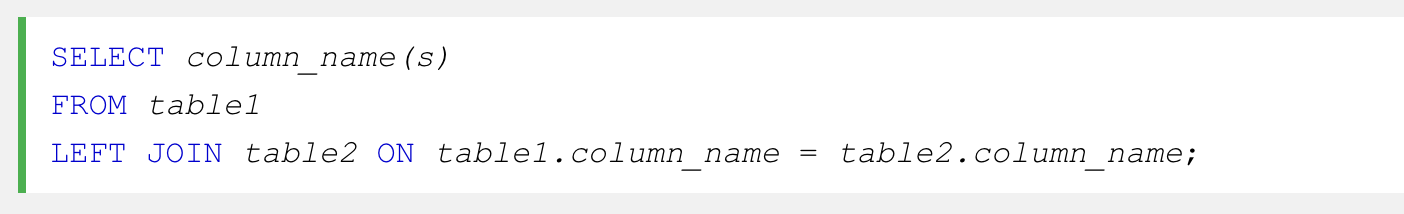 SELECT column_name(s)
FROM table1
LEFT JOIN table2 ON table1.column_name = table2.column_name;